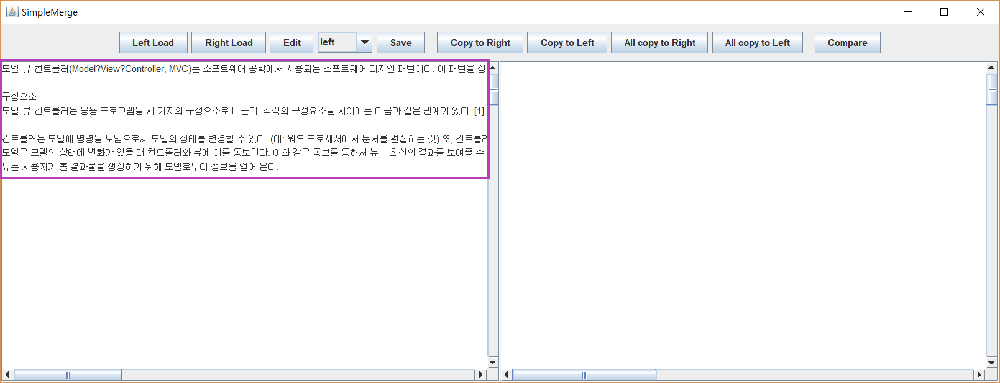 SimpleMerge
Left Load Right Load Edit left Save Copy to Right Copy to Left All copy to Right All copy to Left Compare
모델-뷰-컨트롤러(Model?View?Controller, MVC)는 소프트웨어 공학에서 사용되는 소프트웨어 디자인 패턴이다. 이 패턴을 성
구성요소
모델-뷰-컨트롤러는 응용 프로그램을 세 가지의 구성요소로 나눈다. 각각의 구성요소들 사이에는 다음과 같은 관계가 있다. [1]
컨트롤러는 모델에 명령을 보냄으로써 모델의 상태를 변경할 수 있다. (예: 워드 프로세서에서 문서를 편집하는 것) 또, 컨트롤러
모델은 모델의 상태에 변화가 있을 때 컨트롤러와 뷰에 이를 통보한다. 이와 같은 통보를 통해서 뷰는 최신의 결과를 보여줄 수
뷰는 사용자가 볼 결과물을 생성하기 위해 모델로부터 정보를 얻어 온다.